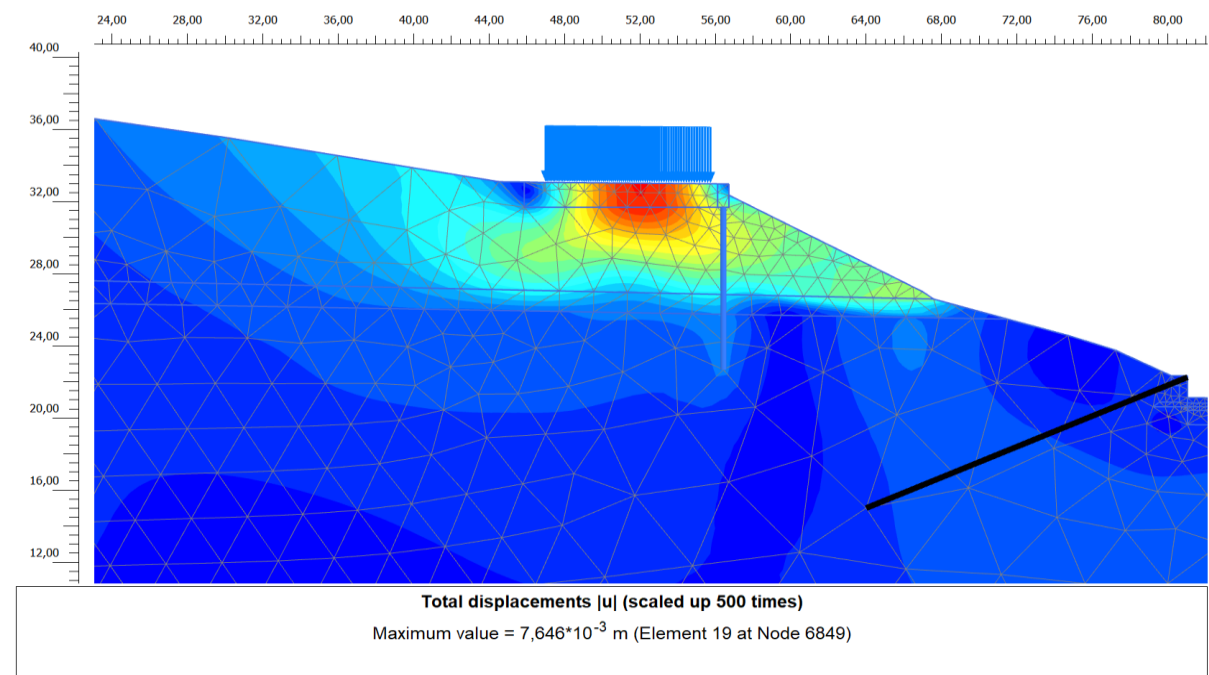 24,00 28,00 32,00 36,00 40,00 44,00 48,00 52,00 56,00 60,00 64,00 68,00 72,00 76,00 80,00
40,00
36,00
32,00
28,00
24,00
20,00
16,00
12,00
Total displacements |u| (scaled up 500 times)
Maximum value = 7,646*10⁻³ m (Element 19 at Node 6849)